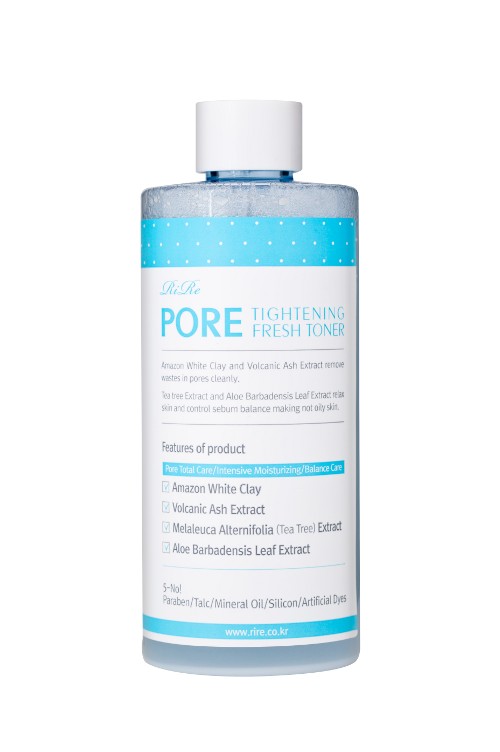 RiRe
PORE TIGHTENING
FRESH TONER
Amazon White Clay and Volcanic Ash Extract remove
wastes in pores cleanly.
Tea tree Extract and Aloe Barbadensis Leaf Extract relax
skin and control sebum balance making not oily skin.
Features of product
Pore Total Care/Intensive Moisturizing/Balance Care
Amazon White Clay
Volcanic Ash Extract
Melaleuca Alternifolia (Tea Tree) Extract
Aloe Barbadensis Leaf Extract
5-No!
Paraben/Talc/Mineral Oil/Silicon/Artificial Dyes
www.rire.co.kr